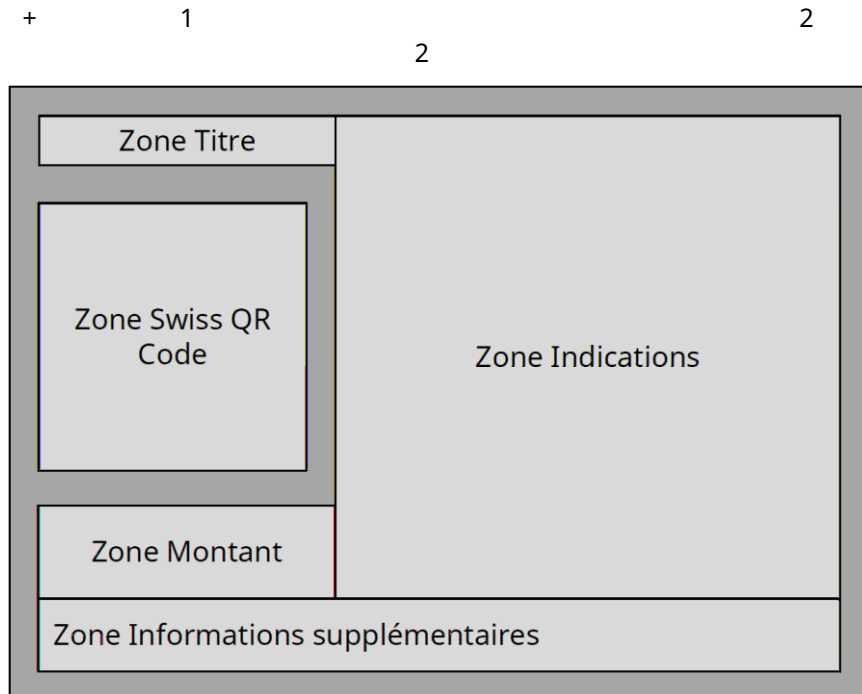 + 1 2
2
Zone Titre
Zone Swiss QR
Code
Zone Indications
Zone Montant
Zone Informations supplémentaires